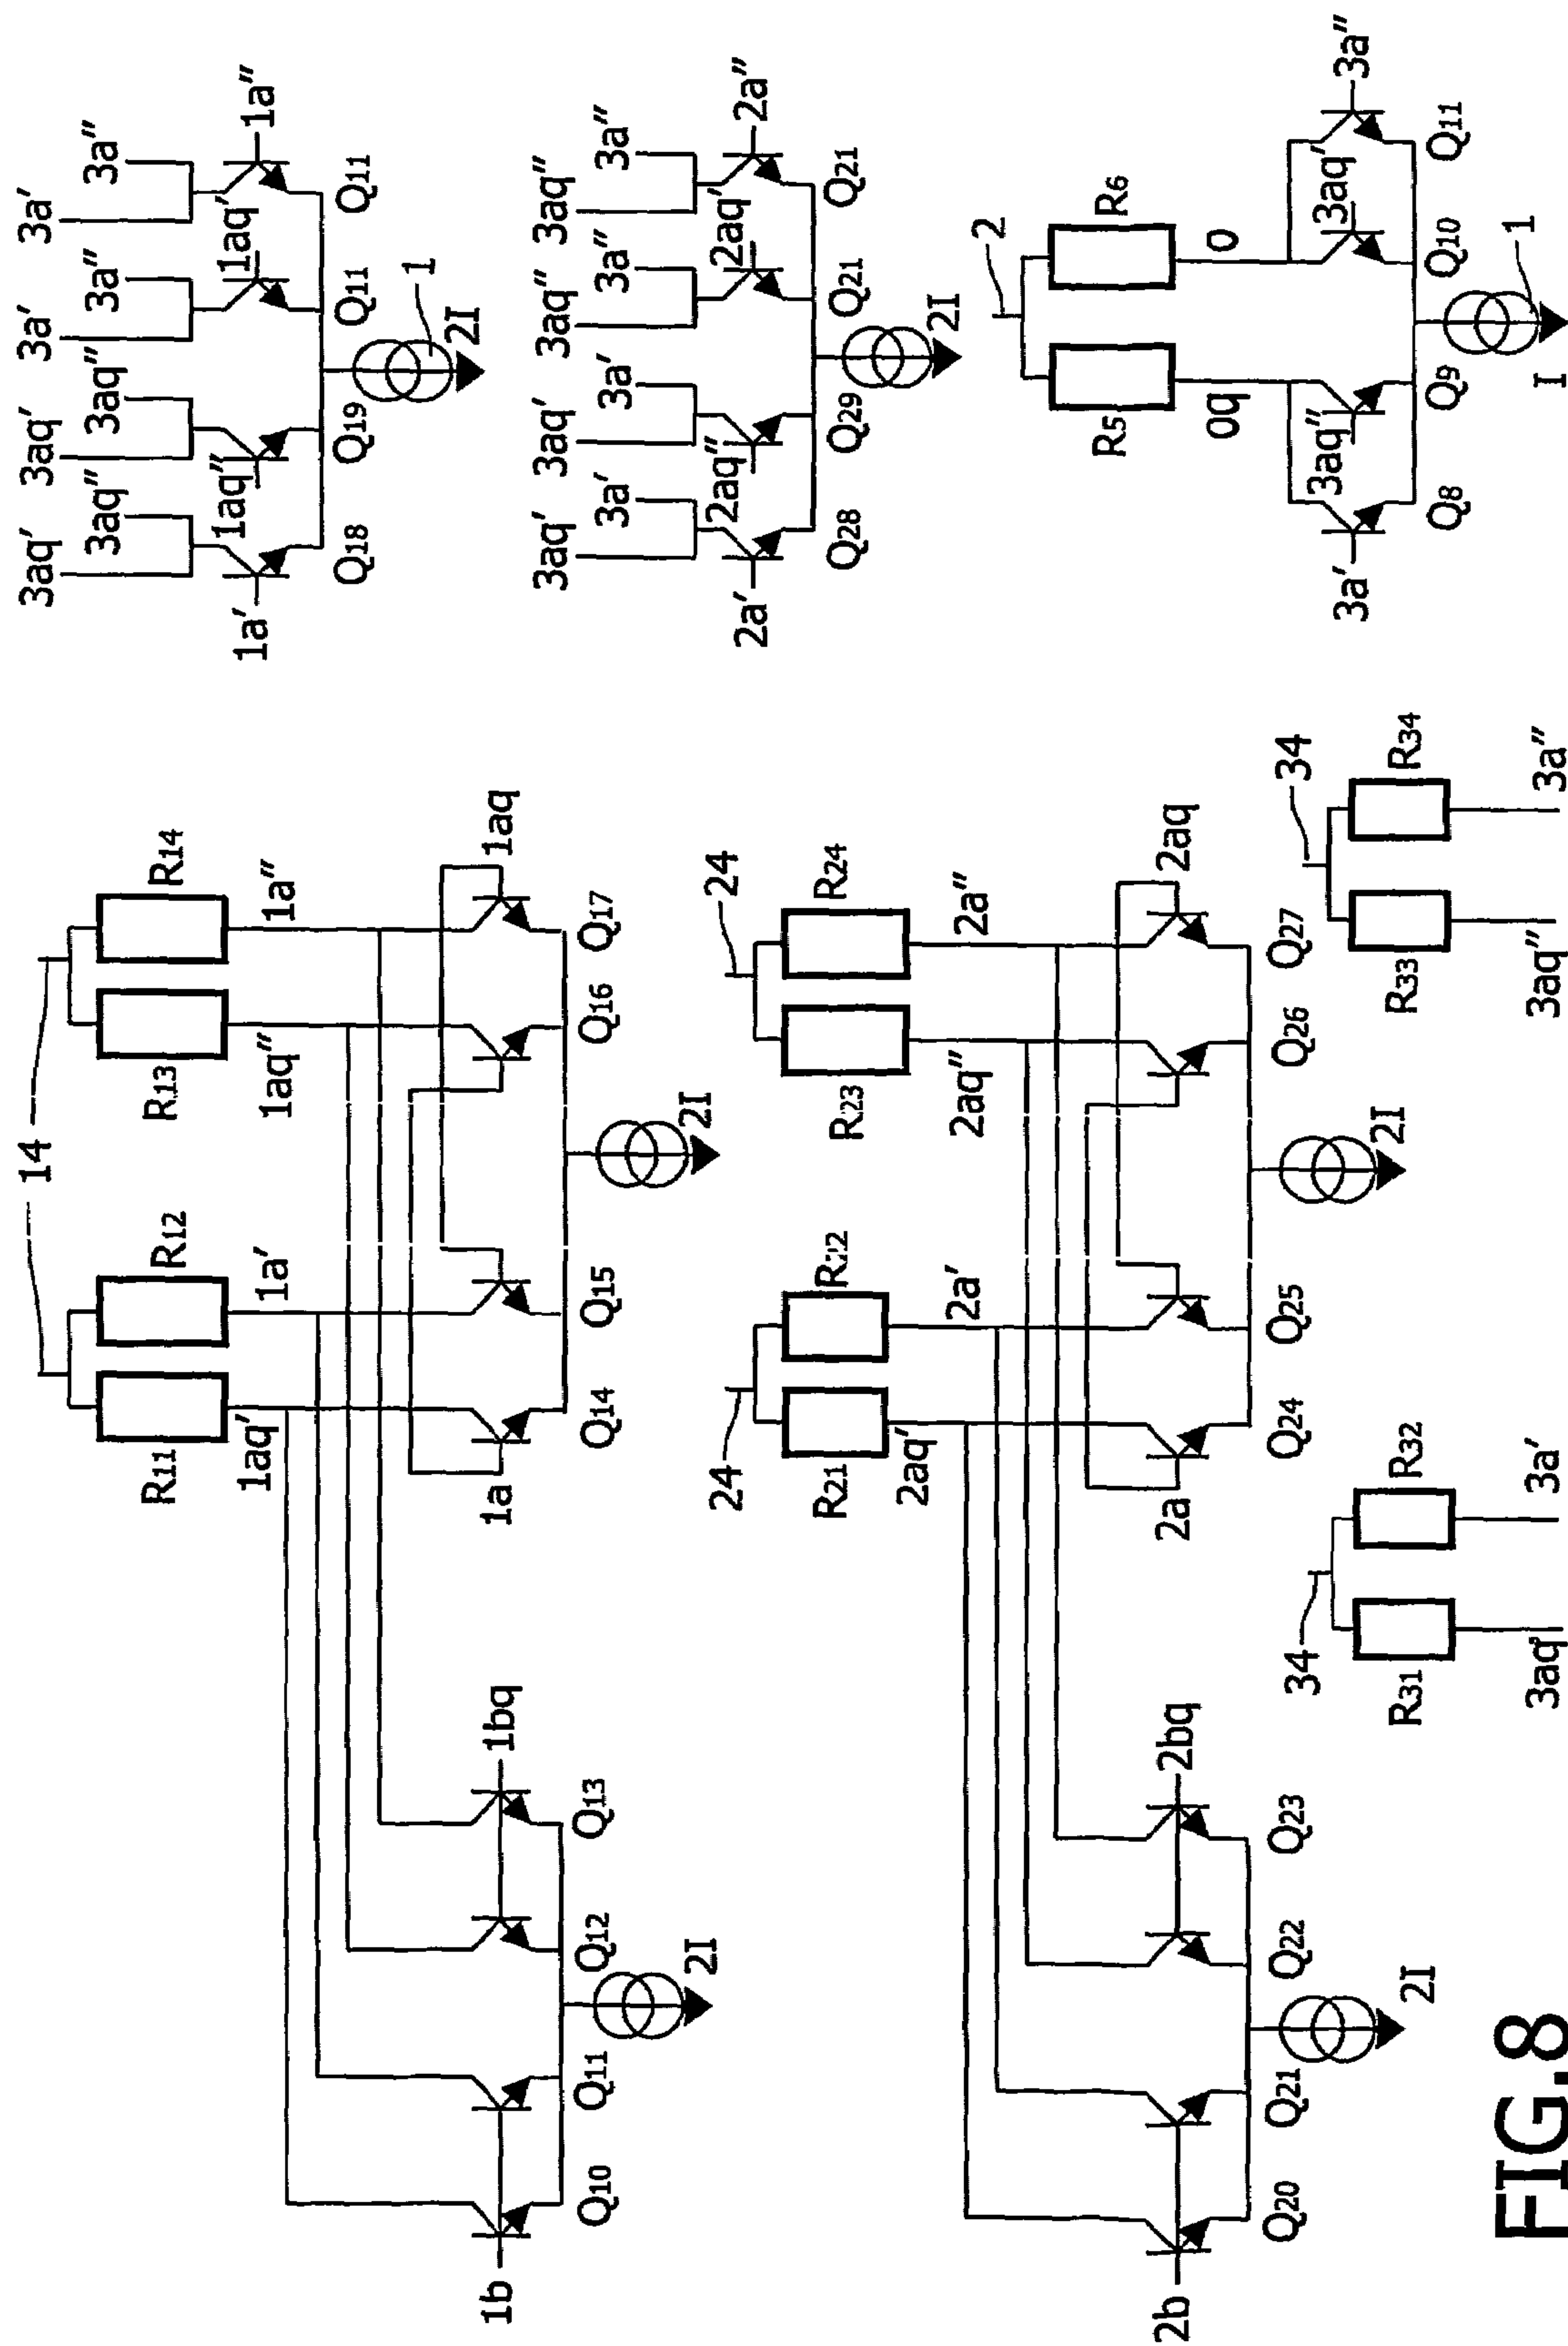 14
R11
R12
R13
R14
1aq'
1a'
1aq"
1a"
1b
1bq
1a
1aq
Q10
Q11
Q12
Q13
Q14
Q15
Q16
Q17
2I
2I
3aq'
3aq'
3a'
3a'
3aq"
3aq"
3a"
3a"
1a'
1aq"
1aq'
1a"
Q18
Q19
Q11
Q11
1
2I
24
24
R21
R22
R23
R24
2aq'
2a'
2aq"
2a"
2b
2bq
2a
2aq
Q20
Q21
Q22
Q23
Q24
Q25
Q26
Q27
2I
2I
3aq'
3aq'
3aq"
3aq"
3a'
3a'
3a"
3a"
2a'
2aq"
2aq'
2a"
Q28
Q29
Q21
Q21
2I
34
34
R31
R32
R33
R34
3aq'
3a'
3aq"
3a"
2
R5
R6
0q
0
3a'
3aq"
3aq'
3a"
Q8
Q9
Q10
Q11
I
1
FIG.8